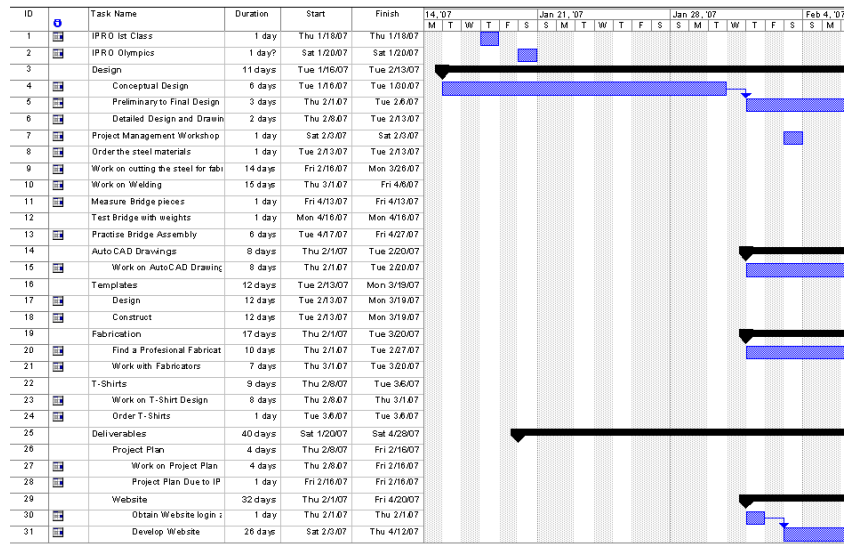 ID Task Name Duration Start Finish 14, '07 Jan 21, '07 Jan 28, '07 Feb 4, '07
M T W T F S S M T W T F S S M T W T F S S M
1 IPRO Ist Class 1 day Thu 1/18/07 Thu 1/18/07
2 IPRO Olympics 1 day? Sat 1/20/07 Sat 1/20/07
3 Design 11 days Tue 1/16/07 Tue 2/13/07
4 Conceptual Design 6 days Tue 1/16/07 Tue 1/30/07
5 Preliminary to Final Design 3 days Thu 2/1/07 Tue 2/6/07
6 Detailed Design and Drawin 2 days Thu 2/8/07 Tue 2/13/07
7 Project Management Workshop 1 day Sat 2/3/07 Sat 2/3/07
8 Order the steel materials 1 day Tue 2/13/07 Tue 2/13/07
9 Work on cutting the steel for fabi 14 days Fri 2/16/07 Mon 3/26/07
10 Work on Welding 15 days Thu 3/1/07 Fri 4/6/07
11 Measure Bridge pieces 1 day Fri 4/13/07 Fri 4/13/07
12 Test Bridge with weights 1 day Mon 4/16/07 Mon 4/16/07
13 Practise Bridge Assembly 6 days Tue 4/17/07 Fri 4/27/07
14 Auto CAD Drawings 8 days Thu 2/1/07 Tue 2/20/07
15 Work on AutoCAD Drawing 8 days Thu 2/1/07 Tue 2/20/07
16 Templates 12 days Tue 2/13/07 Mon 3/19/07
17 Design 12 days Tue 2/13/07 Mon 3/19/07
18 Construct 12 days Tue 2/13/07 Mon 3/19/07
19 Fabrication 17 days Thu 2/1/07 Tue 3/20/07
20 Find a Profesional Fabricat 10 days Thu 2/1/07 Tue 2/27/07
21 Work with Fabricators 7 days Thu 3/1/07 Tue 3/20/07
22 T-Shirts 9 days Thu 2/8/07 Tue 3/6/07
23 Work on T-Shirt Design 8 days Thu 2/8/07 Thu 3/1/07
24 Order T-Shirts 1 day Tue 3/6/07 Tue 3/6/07
25 Deliverables 40 days Sat 1/20/07 Sat 4/28/07
26 Project Plan 4 days Thu 2/8/07 Fri 2/16/07
27 Work on Project Plan 4 days Thu 2/8/07 Fri 2/16/07
28 Project Plan Due to IP 1 day Fri 2/16/07 Fri 2/16/07
29 Website 32 days Thu 2/1/07 Fri 4/20/07
30 Obtain Website login 1 day Thu 2/1/07 Thu 2/1/07
31 Develop Website 26 days Sat 2/3/07 Thu 4/12/07